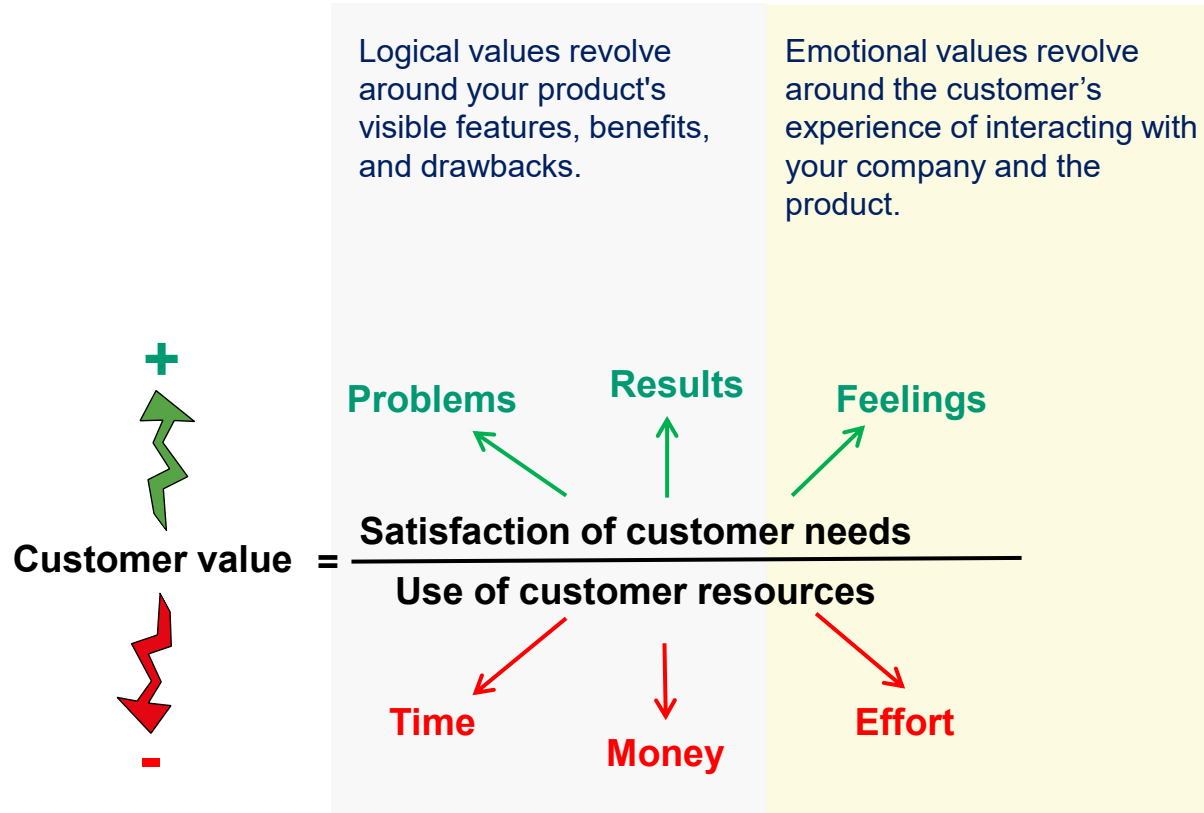 Logical values revolve
around your product's
visible features, benefits,
and drawbacks.
Emotional values revolve
around the customer’s
experience of interacting with
your company and the
product.
+
Problems
Results
Feelings
Satisfaction of customer needs
Customer value =
Use of customer resources
Time
Money
Effort
-